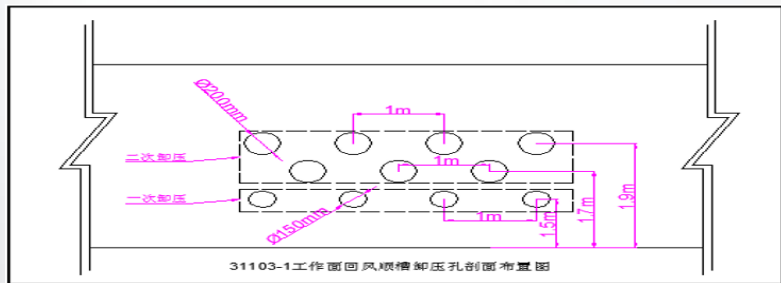 Ø200mm
1m
二次卸压
1m
一次卸压
Ø150mm
1m
1.5m
1.7m
1.9m
31103-1工作面回风顺槽卸压孔剖面布置图